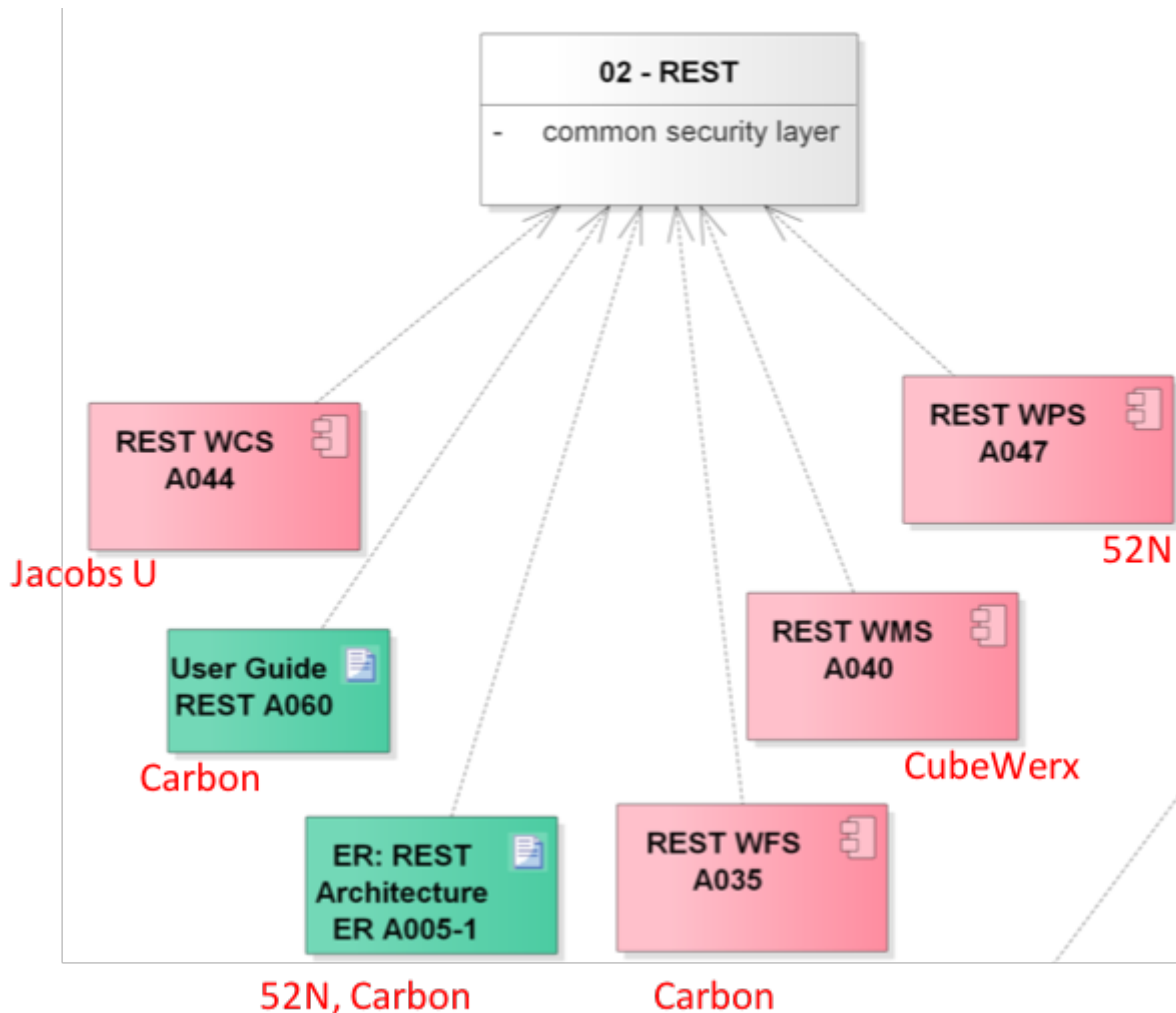 02 - REST
- common security layer
REST WCS
A044
Jacobs U
REST WPS
A047
52N
User Guide
REST A060
Carbon
REST WMS
A040
CubeWerx
ER: REST
Architecture
ER A005-1
52N, Carbon
REST WFS
A035
Carbon